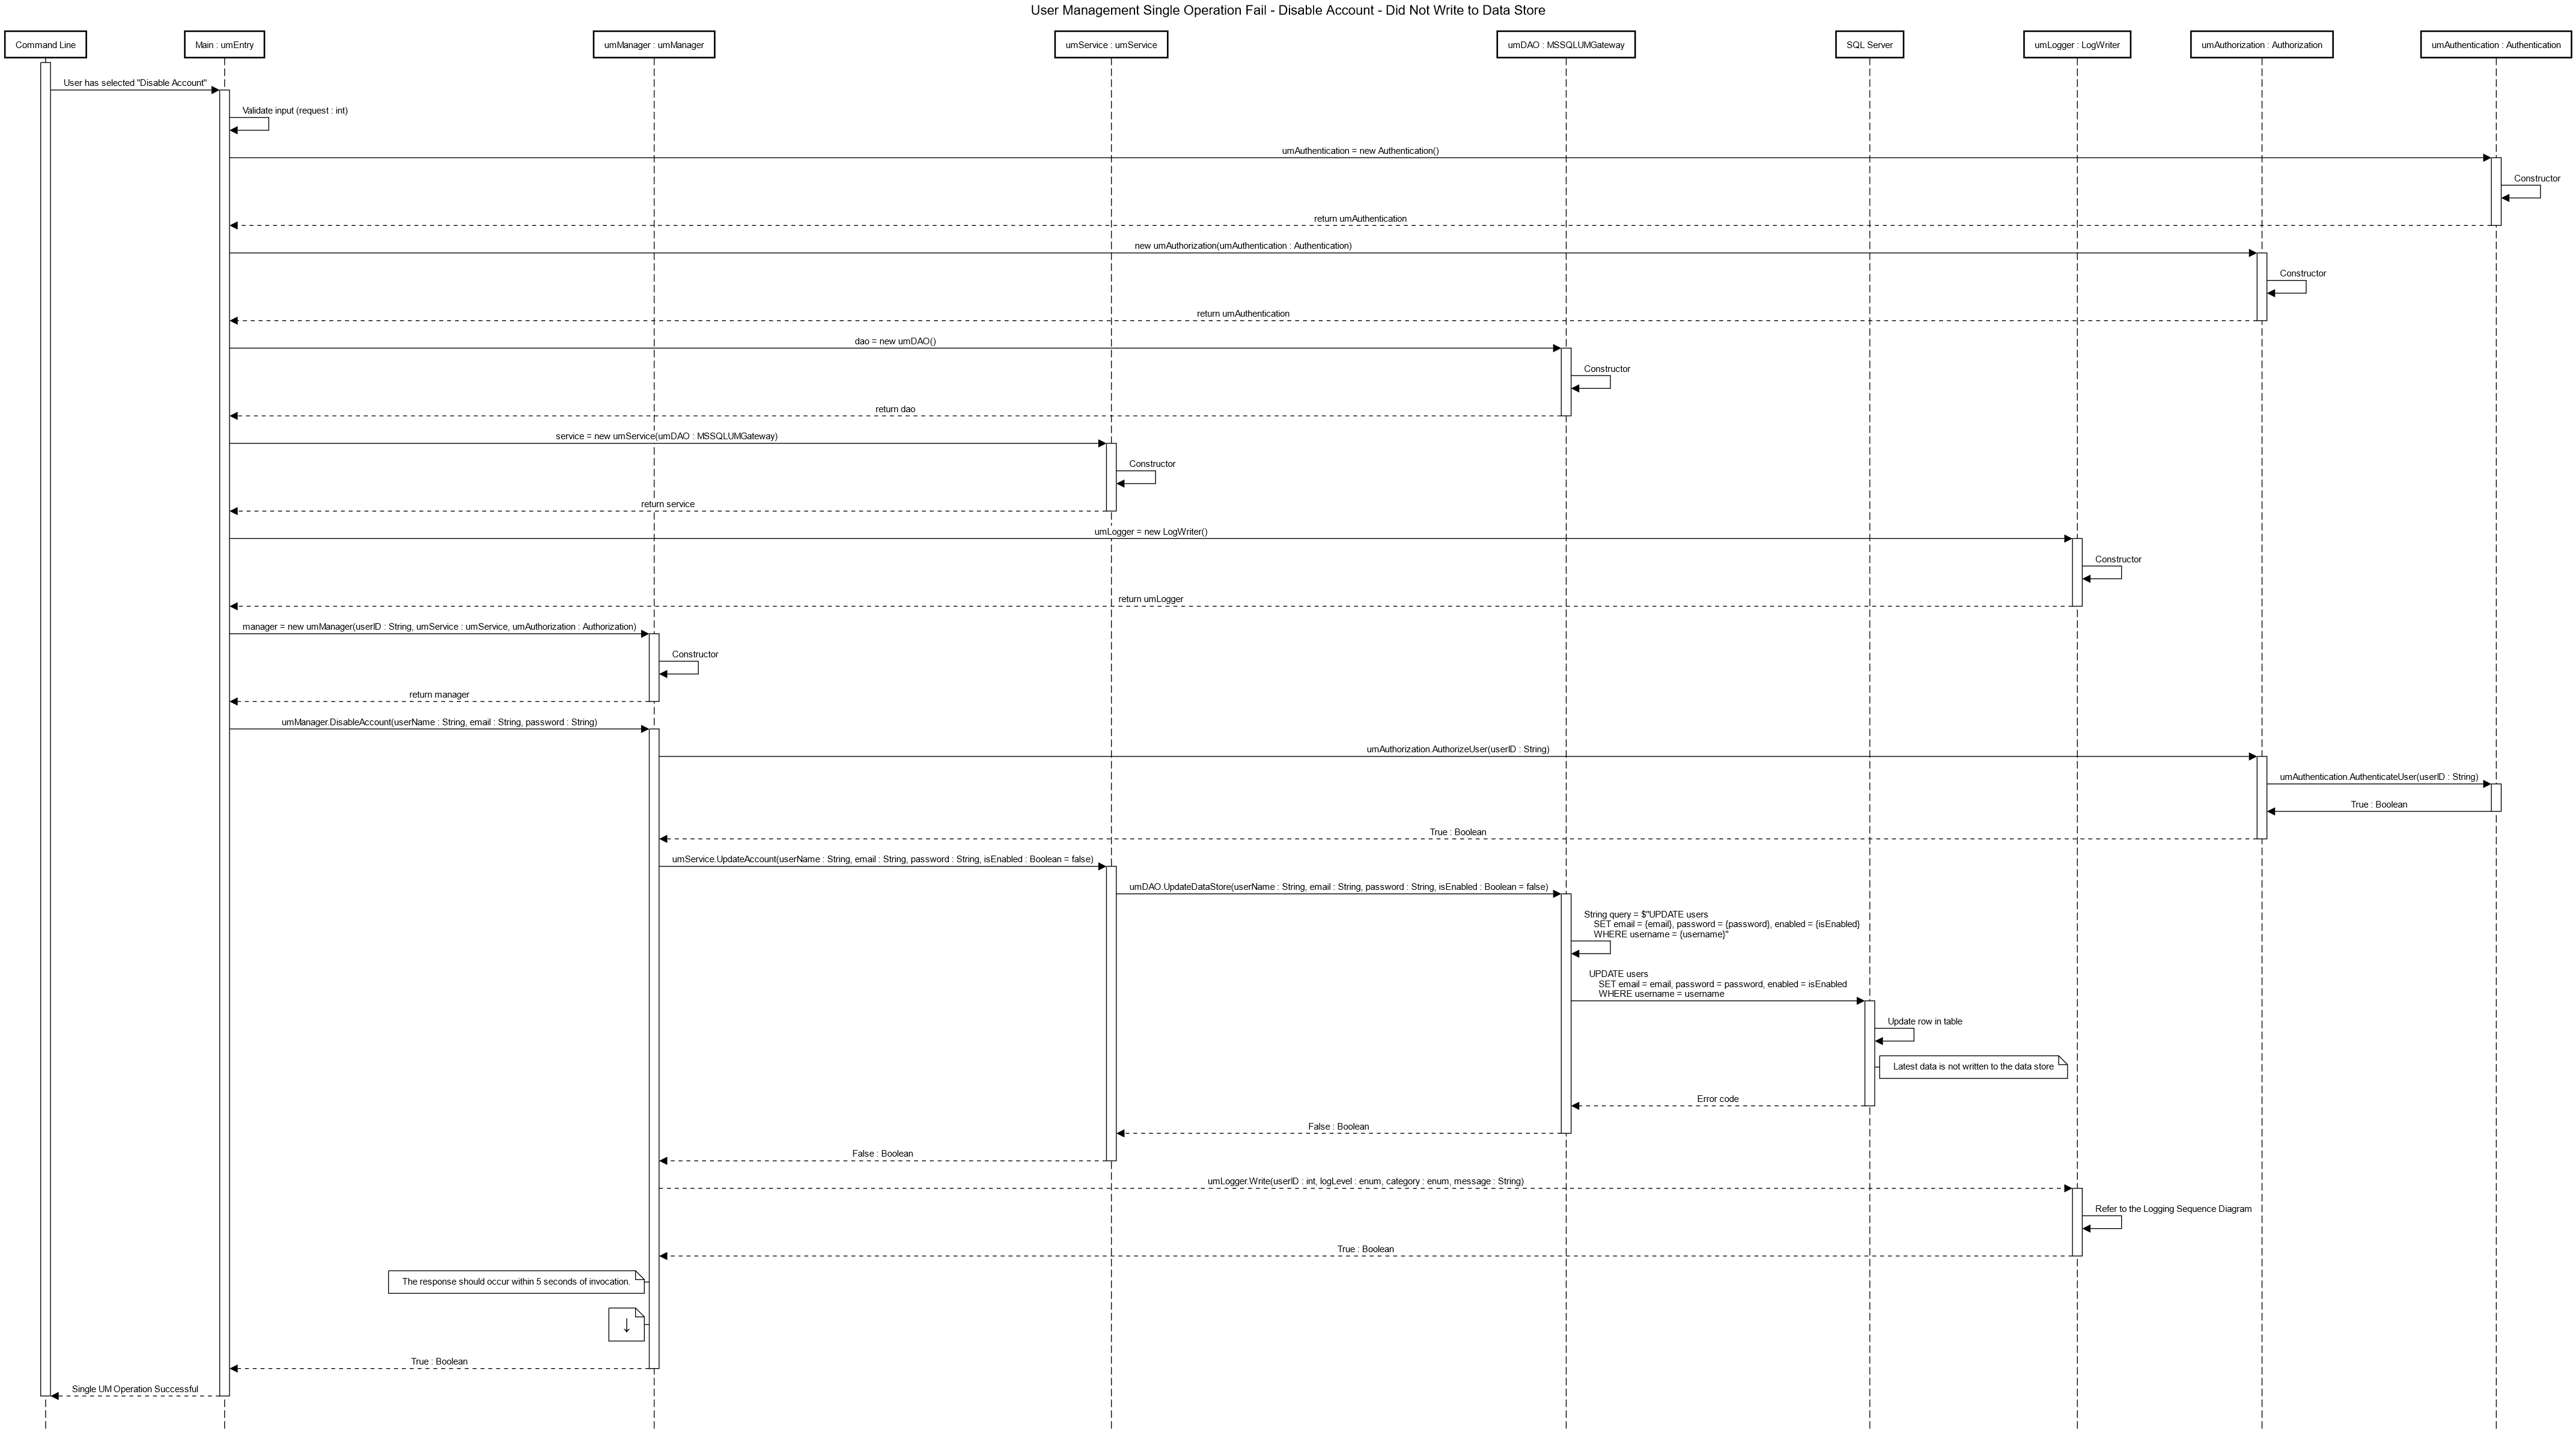 User Management Single Operation Fail - Disable Account - Did Not Write to Data Store
Command Line
Main : umEntry
umManager : umManager
umService : umService
umDAO : MSSQLUMGateway
SQL Server
umLogger : LogWriter
umAuthorization : Authorization
umAuthentication : Authentication
User has selected "Disable Account"
Validate input (request : int)
umAuthentication = new Authentication()
Constructor
return umAuthentication
new umAuthorization(umAuthentication : Authentication)
Constructor
return umAuthentication
dao = new umDAO()
Constructor
return dao
service = new umService(umDAO : MSSQLUMGateway)
Constructor
return service
umLogger = new LogWriter()
Constructor
return umLogger
manager = new umManager(userID : String, umService : umService, umAuthorization : Authorization)
Constructor
return manager
umManager.DisableAccount(userName : String, email : String, password : String)
umAuthorization.AuthorizeUser(userID : String)
umAuthentication.AuthenticateUser(userID : String)
True : Boolean
True : Boolean
umService.UpdateAccount(userName : String, email : String, password : String, isEnabled : Boolean = false)
umDAO.UpdateDataStore(userName : String, email : String, password : String, isEnabled : Boolean = false)
String query = $"UPDATE users
SET email = {email}, password = {password}, enabled = {isEnabled}
WHERE username = {username}"
UPDATE users
SET email = email, password = password, enabled = isEnabled
WHERE username = username
Update row in table
Latest data is not written to the data store
Error code
False : Boolean
False : Boolean
umLogger.Write(userID : int, logLevel : enum, category : enum, message : String)
Refer to the Logging Sequence Diagram
True : Boolean
The response should occur within 5 seconds of invocation.
↓
True : Boolean
Single UM Operation Successful